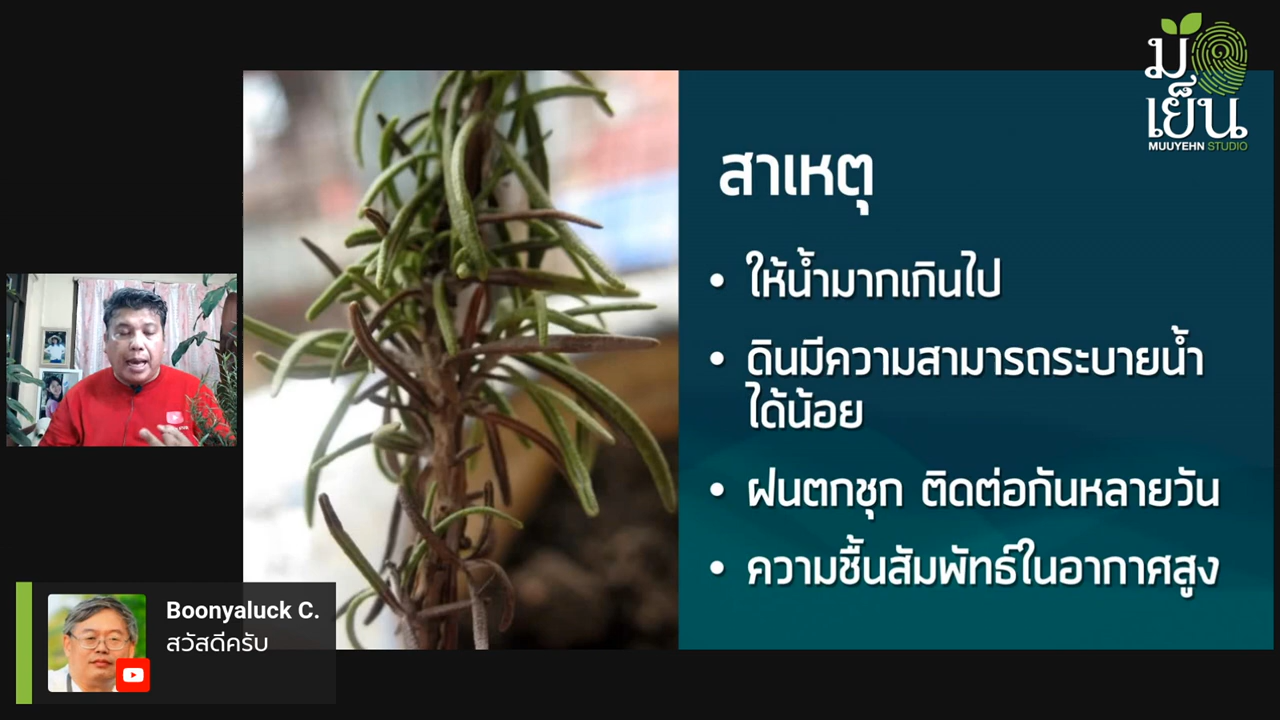 มือ
เย็น
MUUYEHN STUDIO
สาเหตุ
• ให้น้ำมากเกินไป
• ดินมีความสามารถระบายน้ำ
ได้น้อย
• ฝนตกชุก ติดต่อกันหลายวัน
• ความชื้นสัมพัทธ์ในอากาศสูง
Boonyaluck C.
สวัสดีครับ